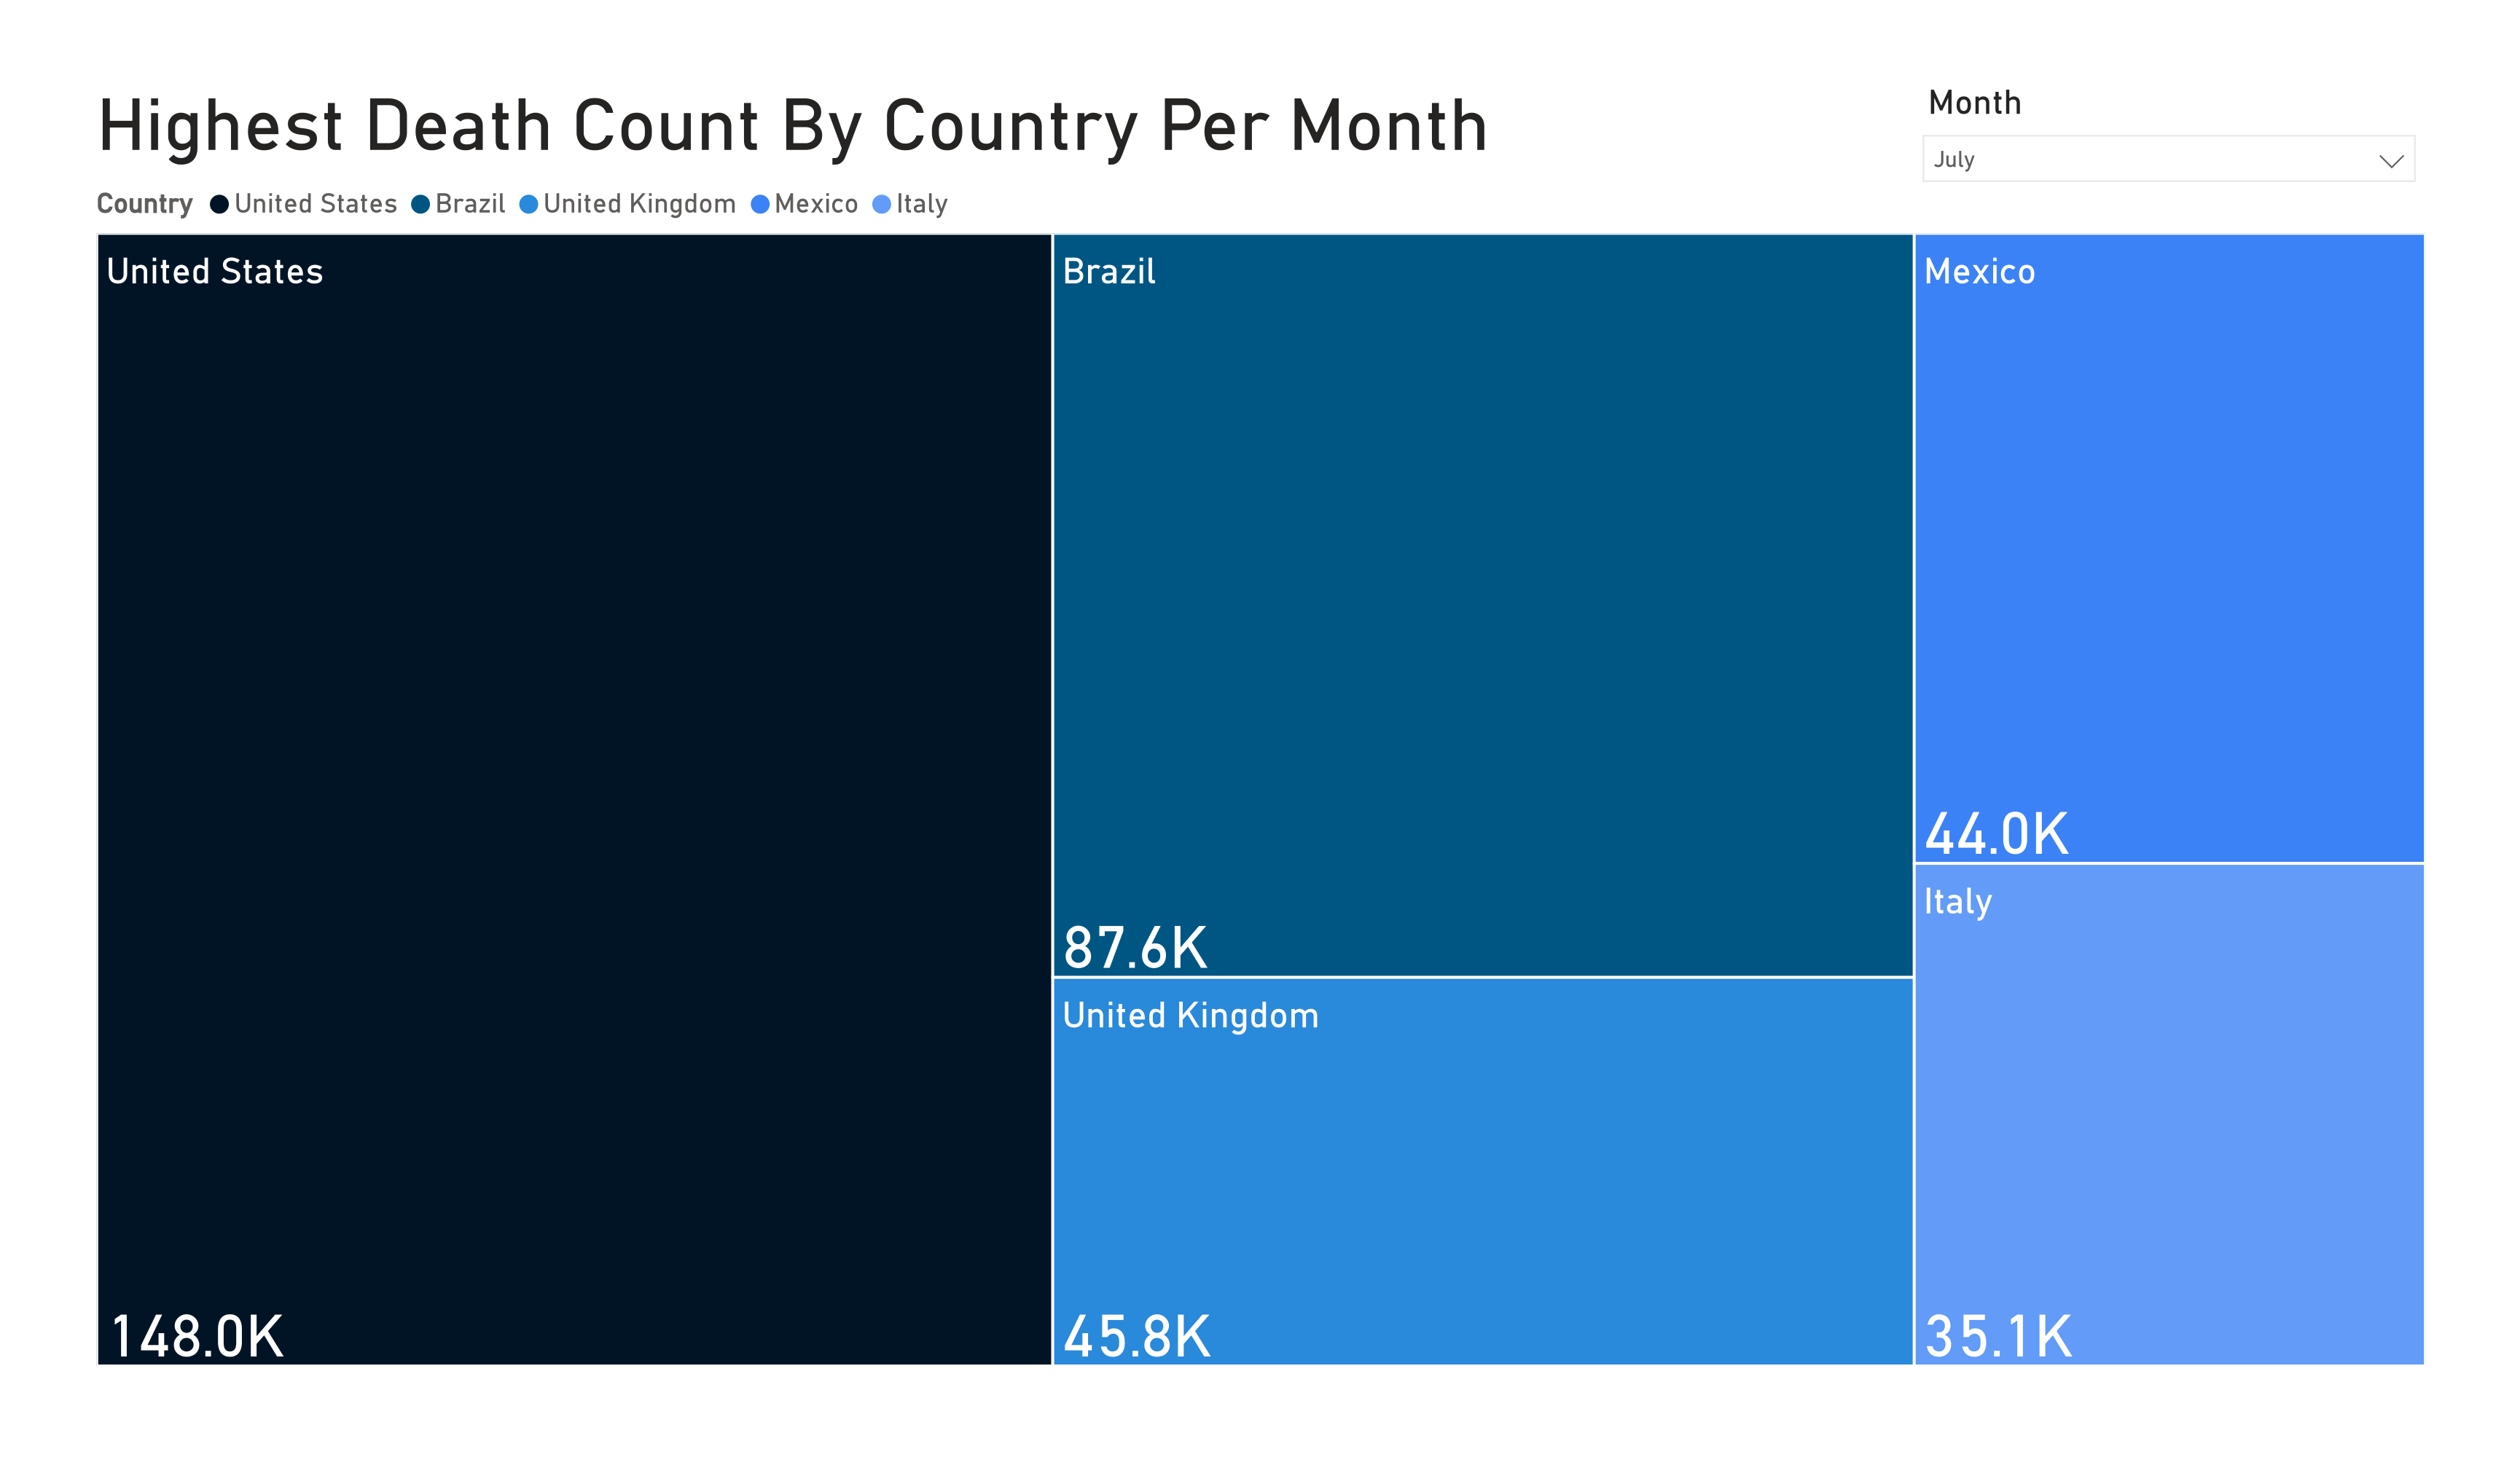 Highest Death Count By Country Per Month
Month
July
Country United States Brazil United Kingdom Mexico Italy
United States
148.0K
Brazil
87.6K
United Kingdom
45.8K
Mexico
44.0K
Italy
35.1K